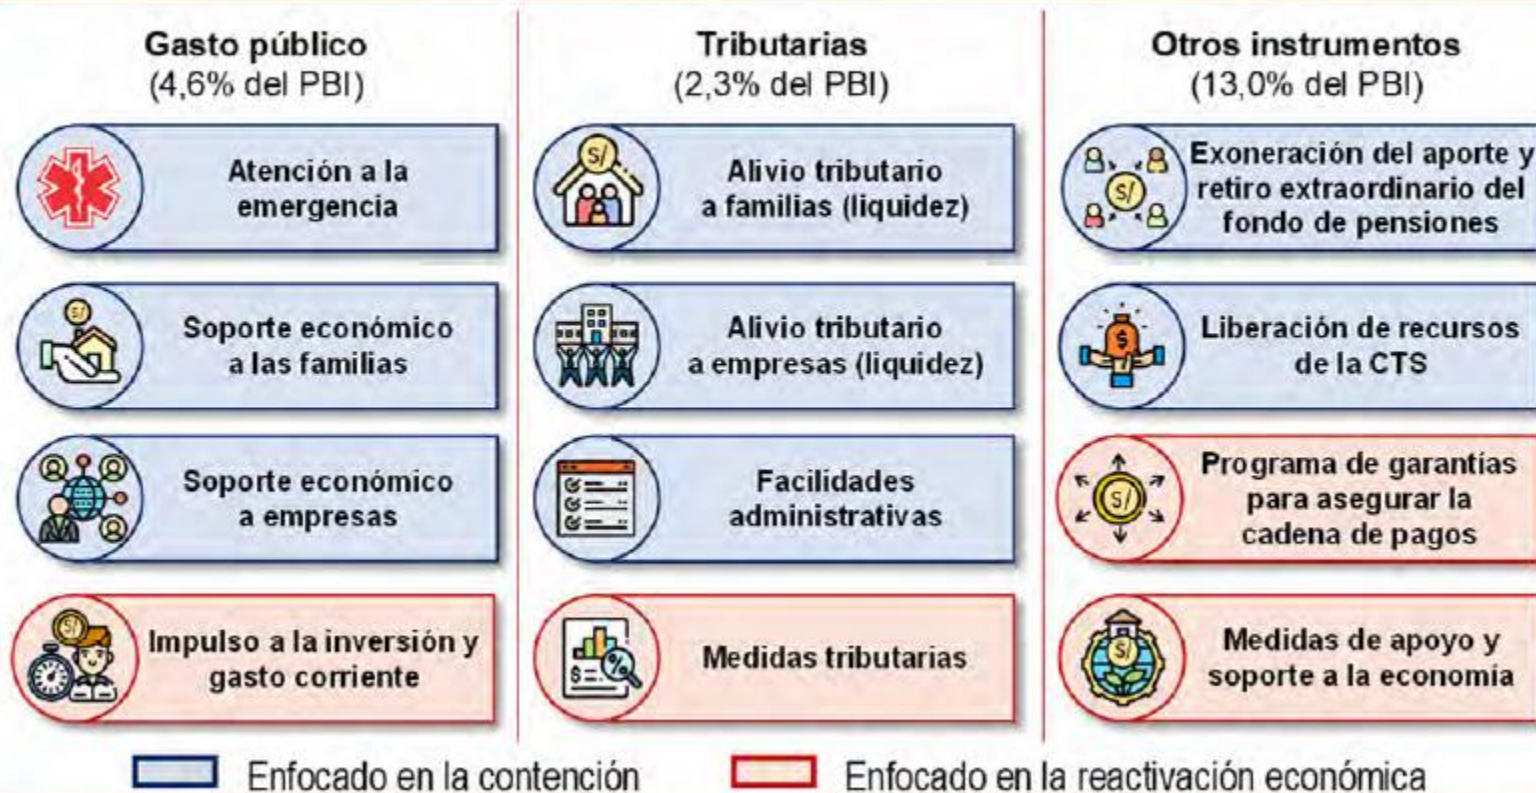 Gasto público
(4,6% del PBI)
Atención a la
emergencia
Soporte económico
a las familias
Soporte económico
a empresas
Impulso a la inversión y
gasto corriente
Tributarias
(2,3% del PBI)
Alivio tributario
a familias (liquidez)
Alivio tributario
a empresas (liquidez)
Facilidades
administrativas
Medidas tributarias
Otros instrumentos
(13,0% del PBI)
Exoneración del aporte y
retiro extraordinario del
fondo de pensiones
Liberación de recursos
de la CTS
Programa de garantías
para asegurar la
cadena de pagos
Medidas de apoyo y
soporte a la economía
Enfocado en la contención
Enfocado en la reactivación económica